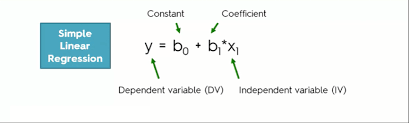 Constant
Coefficient
Simple
Linear
Regression
y = b₀ + b₁*x₁
Dependent variable (DV)
Independent variable (IV)